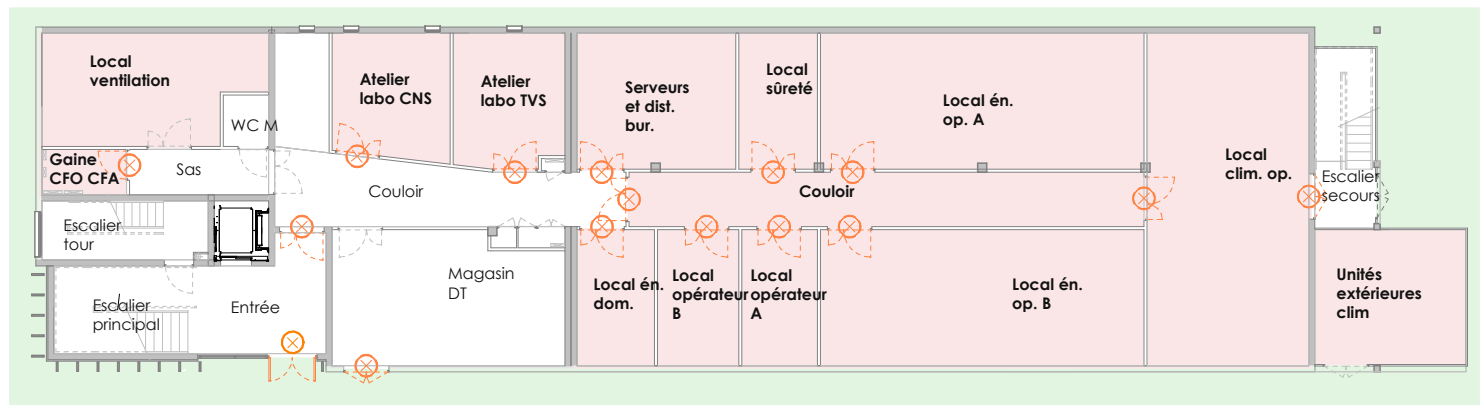 Local
ventilation
WC M
Gaine
CFO CFA
Sas
Atelier
labo CNS
Atelier
labo TVS
Serveurs
et dist.
bur.
Local
sûreté
Local én.
op. A
Local
clim. op.
Couloir
Couloir
Escalier
secours
Escalier
tour
Escalier
principal
Entrée
Magasin
DT
Local én.
dom.
Local
opérateur
B
Local
opérateur
A
Local én.
op. B
Unités
extérieures
clim